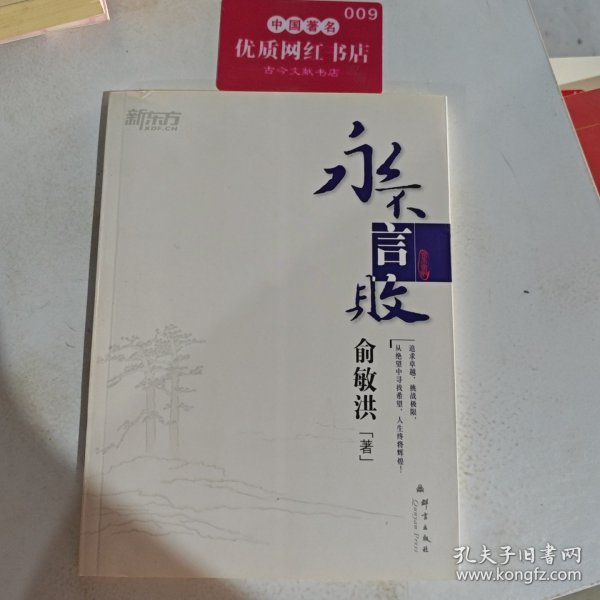 中国著名
009
优质网红书店
古今文献书店
新东方
XDF.CN
永不言败
俞敏洪「著」
追求卓越，挑战极限，
从绝望中寻找希望，人生终将辉煌！
群言出版社
Qunyan Press
孔夫子旧书网
www.kongfz.com